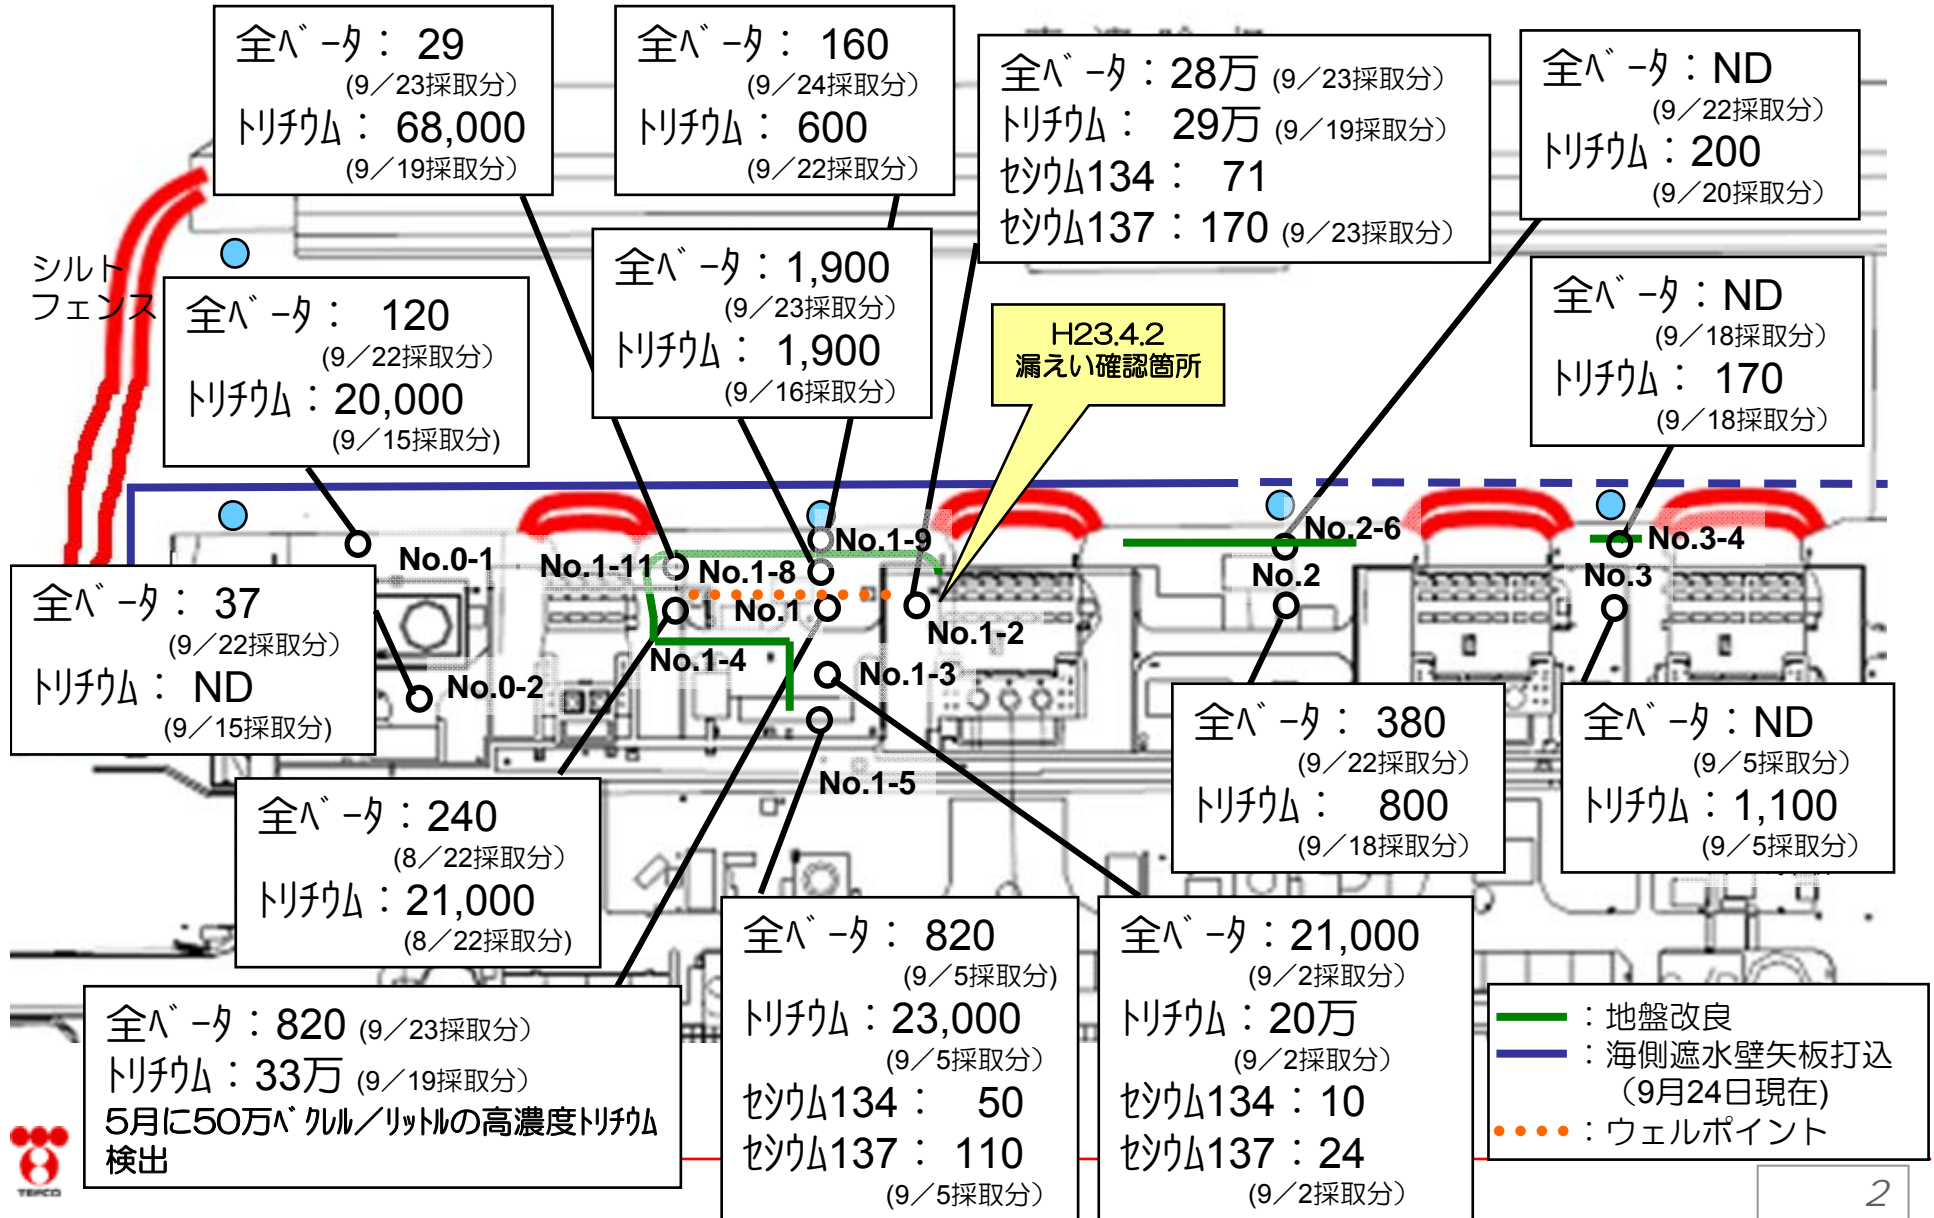 全ﾍﾞｰﾀ： 29
(9／23採取分)
ﾄﾘﾁｳﾑ： 68,000
(9／19採取分)
全ﾍﾞｰﾀ： 160
(9／24採取分)
ﾄﾘﾁｳﾑ： 600
(9／22採取分)
全ﾍﾞｰﾀ：28万 (9／23採取分)
ﾄﾘﾁｳﾑ： 29万 (9／19採取分)
ｾｼｳﾑ134： 71
ｾｼｳﾑ137：170 (9／23採取分)
全ﾍﾞｰﾀ：ND
(9／22採取分)
ﾄﾘﾁｳﾑ：200
(9／20採取分)
シルト
フェンス
全ﾍﾞｰﾀ： 120
(9／22採取分)
ﾄﾘﾁｳﾑ：20,000
(9／15採取分)
全ﾍﾞｰﾀ：1,900
(9／23採取分)
ﾄﾘﾁｳﾑ： 1,900
(9／16採取分)
H23.4.2
漏えい確認箇所
全ﾍﾞｰﾀ：ND
(9／18採取分)
ﾄﾘﾁｳﾑ： 170
(9／18採取分)
No.0-1
No.1-11
No.1-8
No.1-9
No.1
No.1-2
No.2-6
No.2
No.3-4
No.3
No.1-4
No.1-3
No.0-2
No.1-5
全ﾍﾞｰﾀ： 37
(9／22採取分)
ﾄﾘﾁｳﾑ： ND
(9／15採取分)
全ﾍﾞｰﾀ：240
(8／22採取分)
ﾄﾘﾁｳﾑ：21,000
(8／22採取分)
全ﾍﾞｰﾀ： 380
(9／22採取分)
ﾄﾘﾁｳﾑ： 800
(9／18採取分)
全ﾍﾞｰﾀ：ND
(9／5採取分)
ﾄﾘﾁｳﾑ：1,100
(9／5採取分)
全ﾍﾞｰﾀ：820 (9／23採取分)
ﾄﾘﾁｳﾑ：33万 (9／19採取分)
5月に50万ﾍﾞｸﾚﾙ／ﾘｯﾄﾙの高濃度ﾄﾘﾁｳﾑ
検出
全ﾍﾞｰﾀ： 820
(9／5採取分)
ﾄﾘﾁｳﾑ：23,000
(9／5採取分)
ｾｼｳﾑ134： 50
ｾｼｳﾑ137： 110
(9／5採取分)
全ﾍﾞｰﾀ：21,000
(9／2採取分)
ﾄﾘﾁｳﾑ：20万
(9／2採取分)
ｾｼｳﾑ134：10
ｾｼｳﾑ137：24
(9／2採取分)
：地盤改良
：海側遮水壁矢板打込
（9月24日現在)
：ウェルポイント
TEPCO
2